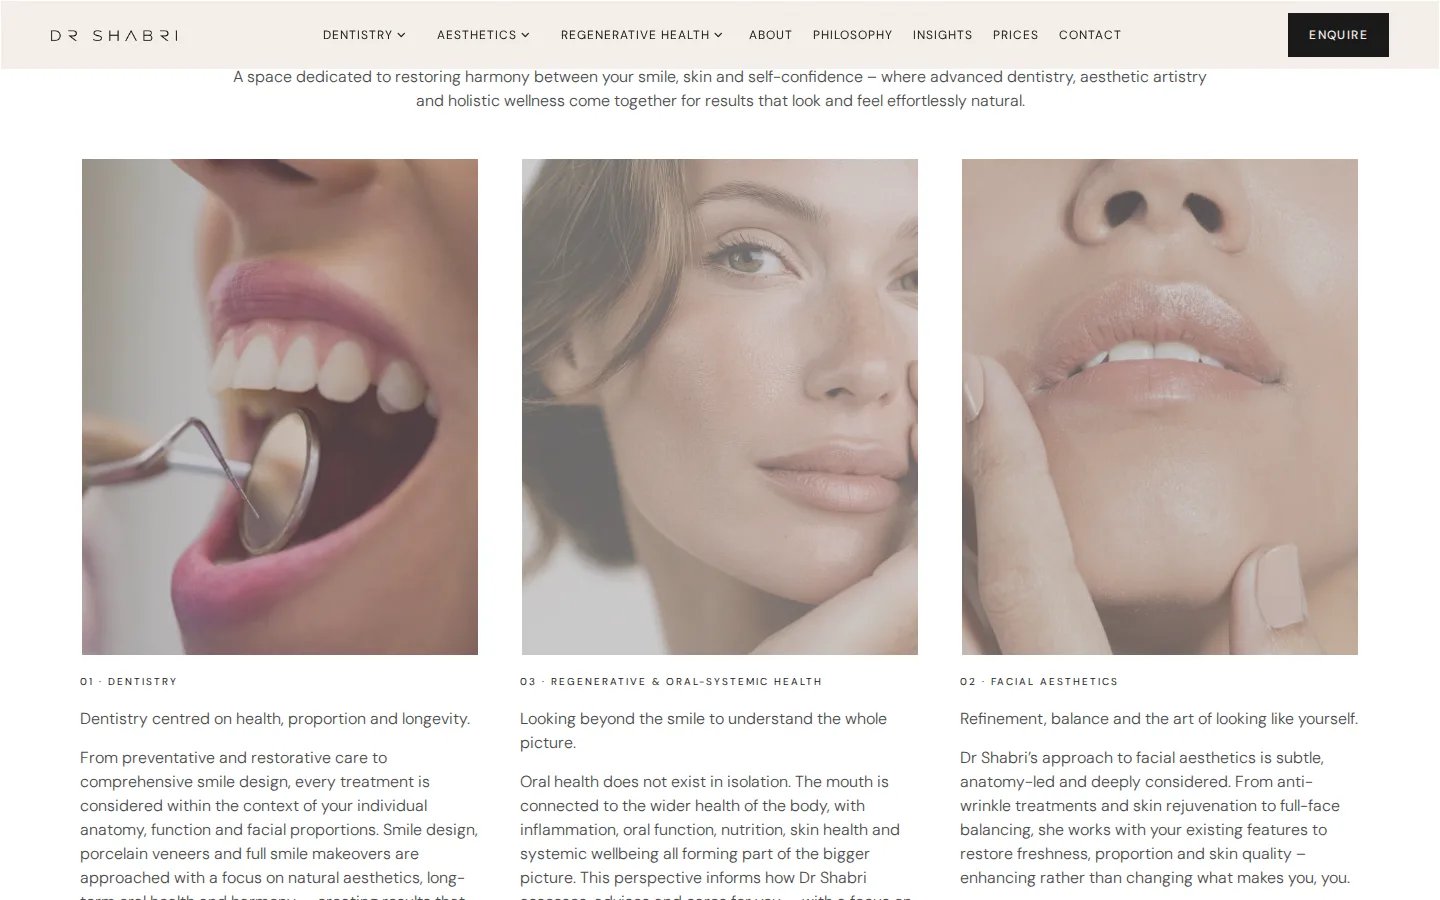 DR SHABRI
DENTISTRY
AESTHETICS
REGENERATIVE HEALTH
ABOUT
PHILOSOPHY
INSIGHTS
PRICES
CONTACT
ENQUIRE
A space dedicated to restoring harmony between your smile, skin and self-confidence – where advanced dentistry, aesthetic artistry
and holistic wellness come together for results that look and feel effortlessly natural.
01 · DENTISTRY
Dentistry centred on health, proportion and longevity.
From preventative and restorative care to
comprehensive smile design, every treatment is
considered within the context of your individual
anatomy, function and facial proportions. Smile design,
porcelain veneers and full smile makeovers are
approached with a focus on natural aesthetics, long-
03 · REGENERATIVE & ORAL-SYSTEMIC HEALTH
Looking beyond the smile to understand the whole
picture.
Oral health does not exist in isolation. The mouth is
connected to the wider health of the body, with
inflammation, oral function, nutrition, skin health and
systemic wellbeing all forming part of the bigger
picture. This perspective informs how Dr Shabri
02 · FACIAL AESTHETICS
Refinement, balance and the art of looking like yourself.
Dr Shabri’s approach to facial aesthetics is subtle,
anatomy-led and deeply considered. From anti-
wrinkle treatments and skin rejuvenation to full-face
balancing, she works with your existing features to
restore freshness, proportion and skin quality –
enhancing rather than changing what makes you, you.